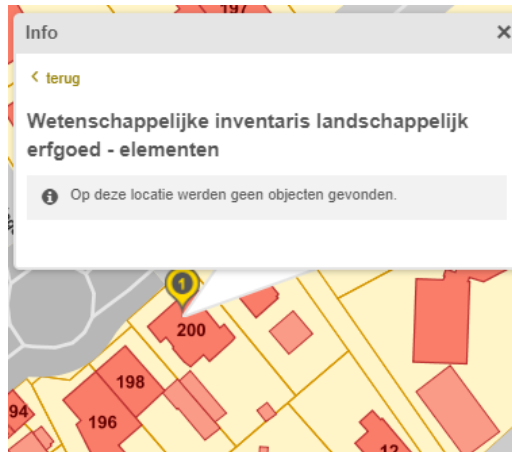 197
Info
terug
Wetenschappelijke inventaris landschappelijk
erfgoed - elementen
Op deze locatie werden geen objecten gevonden.
1
200
198
94
196
12